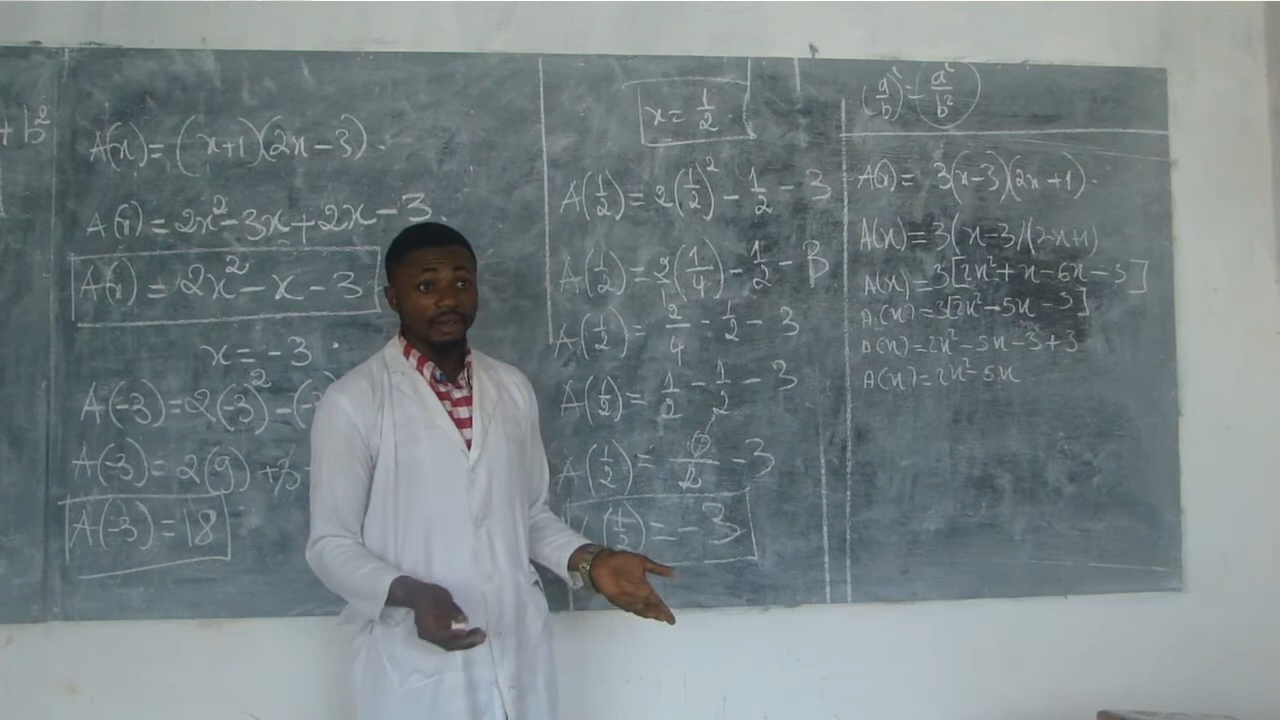 + b²
A(x) = (x+1)(2x-3).
A(x) = 2x²-3x+2x-3.
A(x) = 2x²-x-3
x = -3.
A(-3)=2(-3)²-(-
A(-3) = 2(9) +3
A(-3) = 18
x = 1/2
A(1/2) = 2(1/2)² - 1/2 - 3
A(1/2) = 2(1/4) - 1/2 - 3
A(1/2) = 2/4 - 1/2 - 3
A(1/2) = 1/2 - 1/2 - 3
A(1/2) = 0/2 - 3
= -3
(a/b)² = a²/b²
A(x) = 3(x-3)(2x+1).
A(x) = 3(x-3)(2x+1)
A(x) = 3[2x²+x-6x-3]
A(x) = 3[2x²-5x-3]
A(x) = 2x²-5x-3+3
A(x) = 2x²-5x